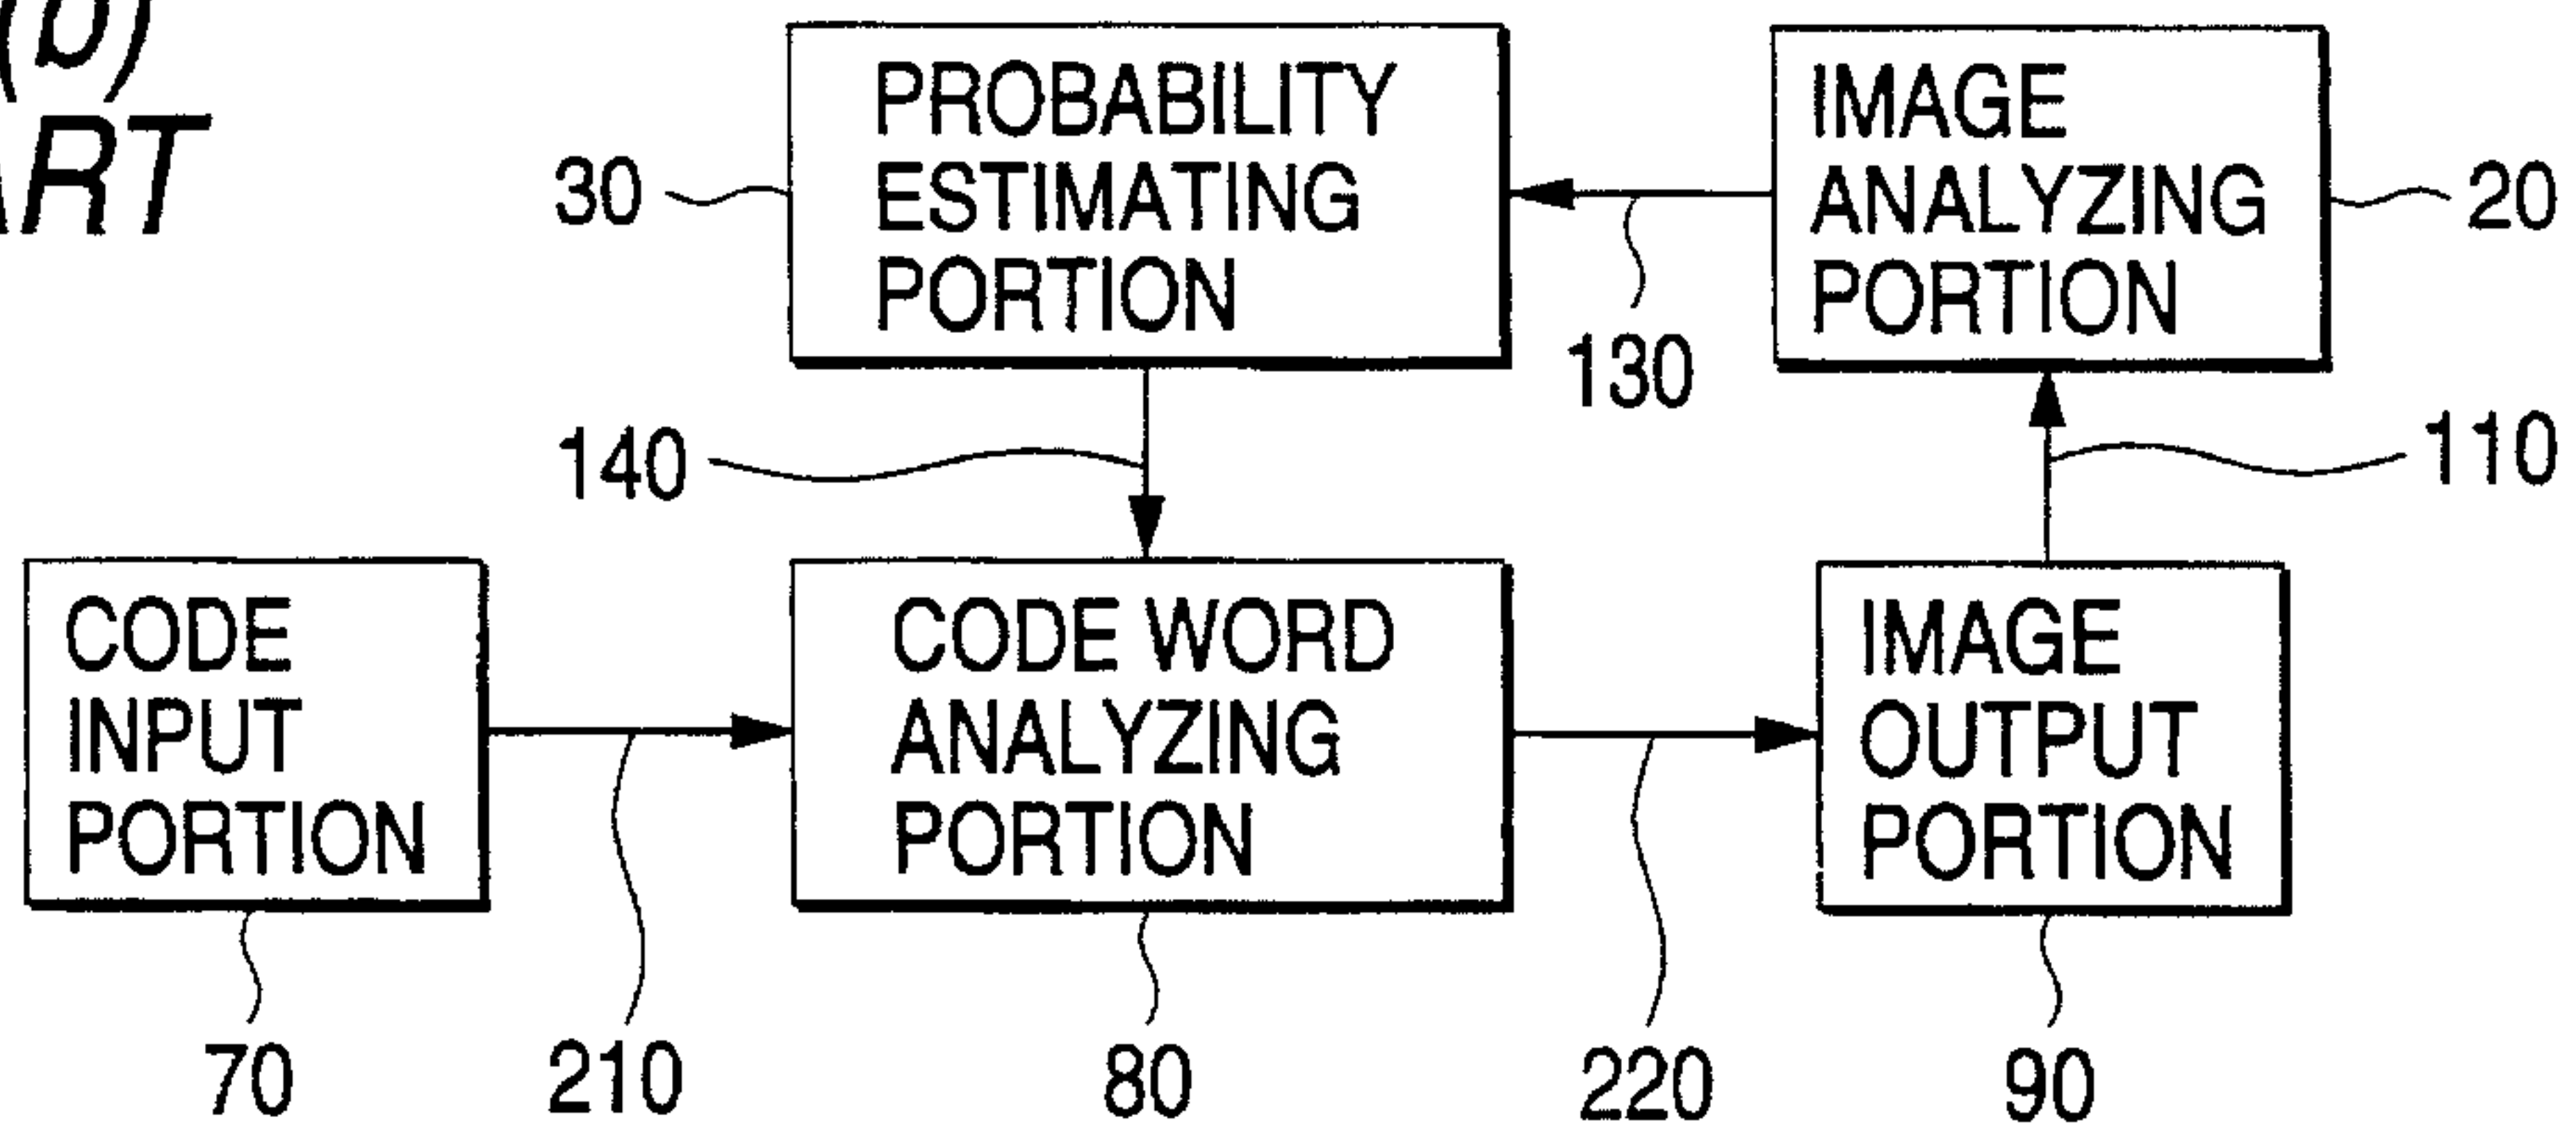 (b)
ART
PROBABILITY
ESTIMATING
PORTION
30
IMAGE
ANALYZING
PORTION
20
130
140
110
CODE
INPUT
PORTION
CODE WORD
ANALYZING
PORTION
IMAGE
OUTPUT
PORTION
70
210
80
220
90